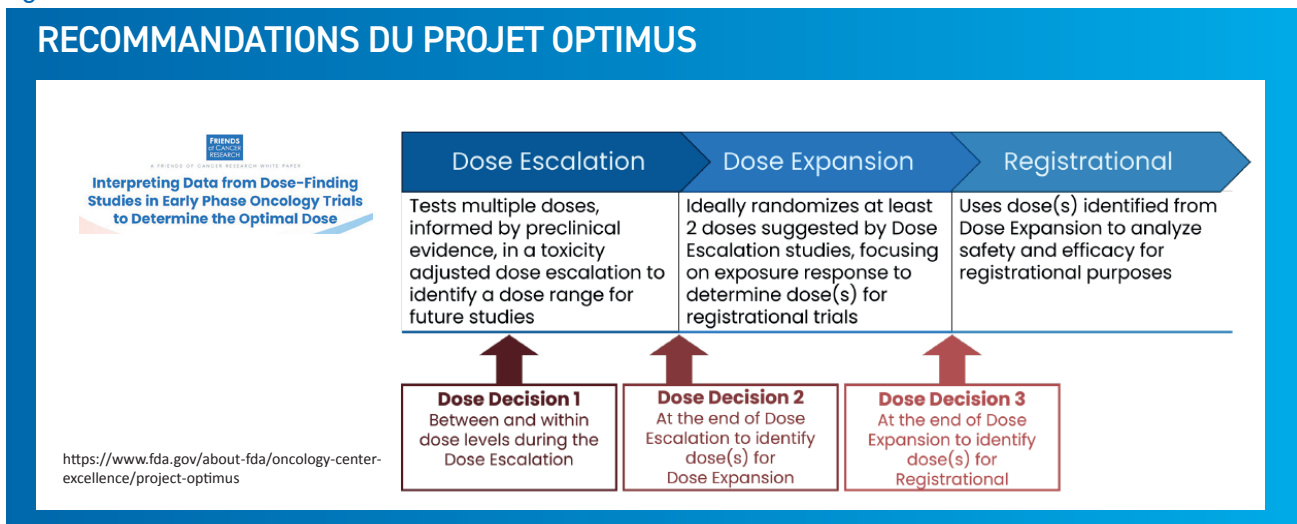 RECOMMANDATIONS DU PROJET OPTIMUS
FRIENDS
of CANCER
RESEARCH
A FRIENDS OF CANCER RESEARCH WHITE PAPER
Interpreting Data from Dose-Finding
Studies in Early Phase Oncology Trials
to Determine the Optimal Dose
https://www.fda.gov/about-fda/oncology-center-
excellence/project-optimus
Dose Escalation
Tests multiple doses,
informed by preclinical
evidence, in a toxicity
adjusted dose escalation to
identify a dose range for
future studies
Dose Expansion
Ideally randomizes at least
2 doses suggested by Dose
Escalation studies, focusing
on exposure response to
determine dose(s) for
registrational trials
Registrational
Uses dose(s) identified from
Dose Expansion to analyze
safety and efficacy for
registrational purposes
Dose Decision 1
Between and within
dose levels during the
Dose Escalation
Dose Decision 2
At the end of Dose
Escalation to identify
dose(s) for
Dose Expansion
Dose Decision 3
At the end of Dose
Expansion to identify
dose(s) for
Registrational